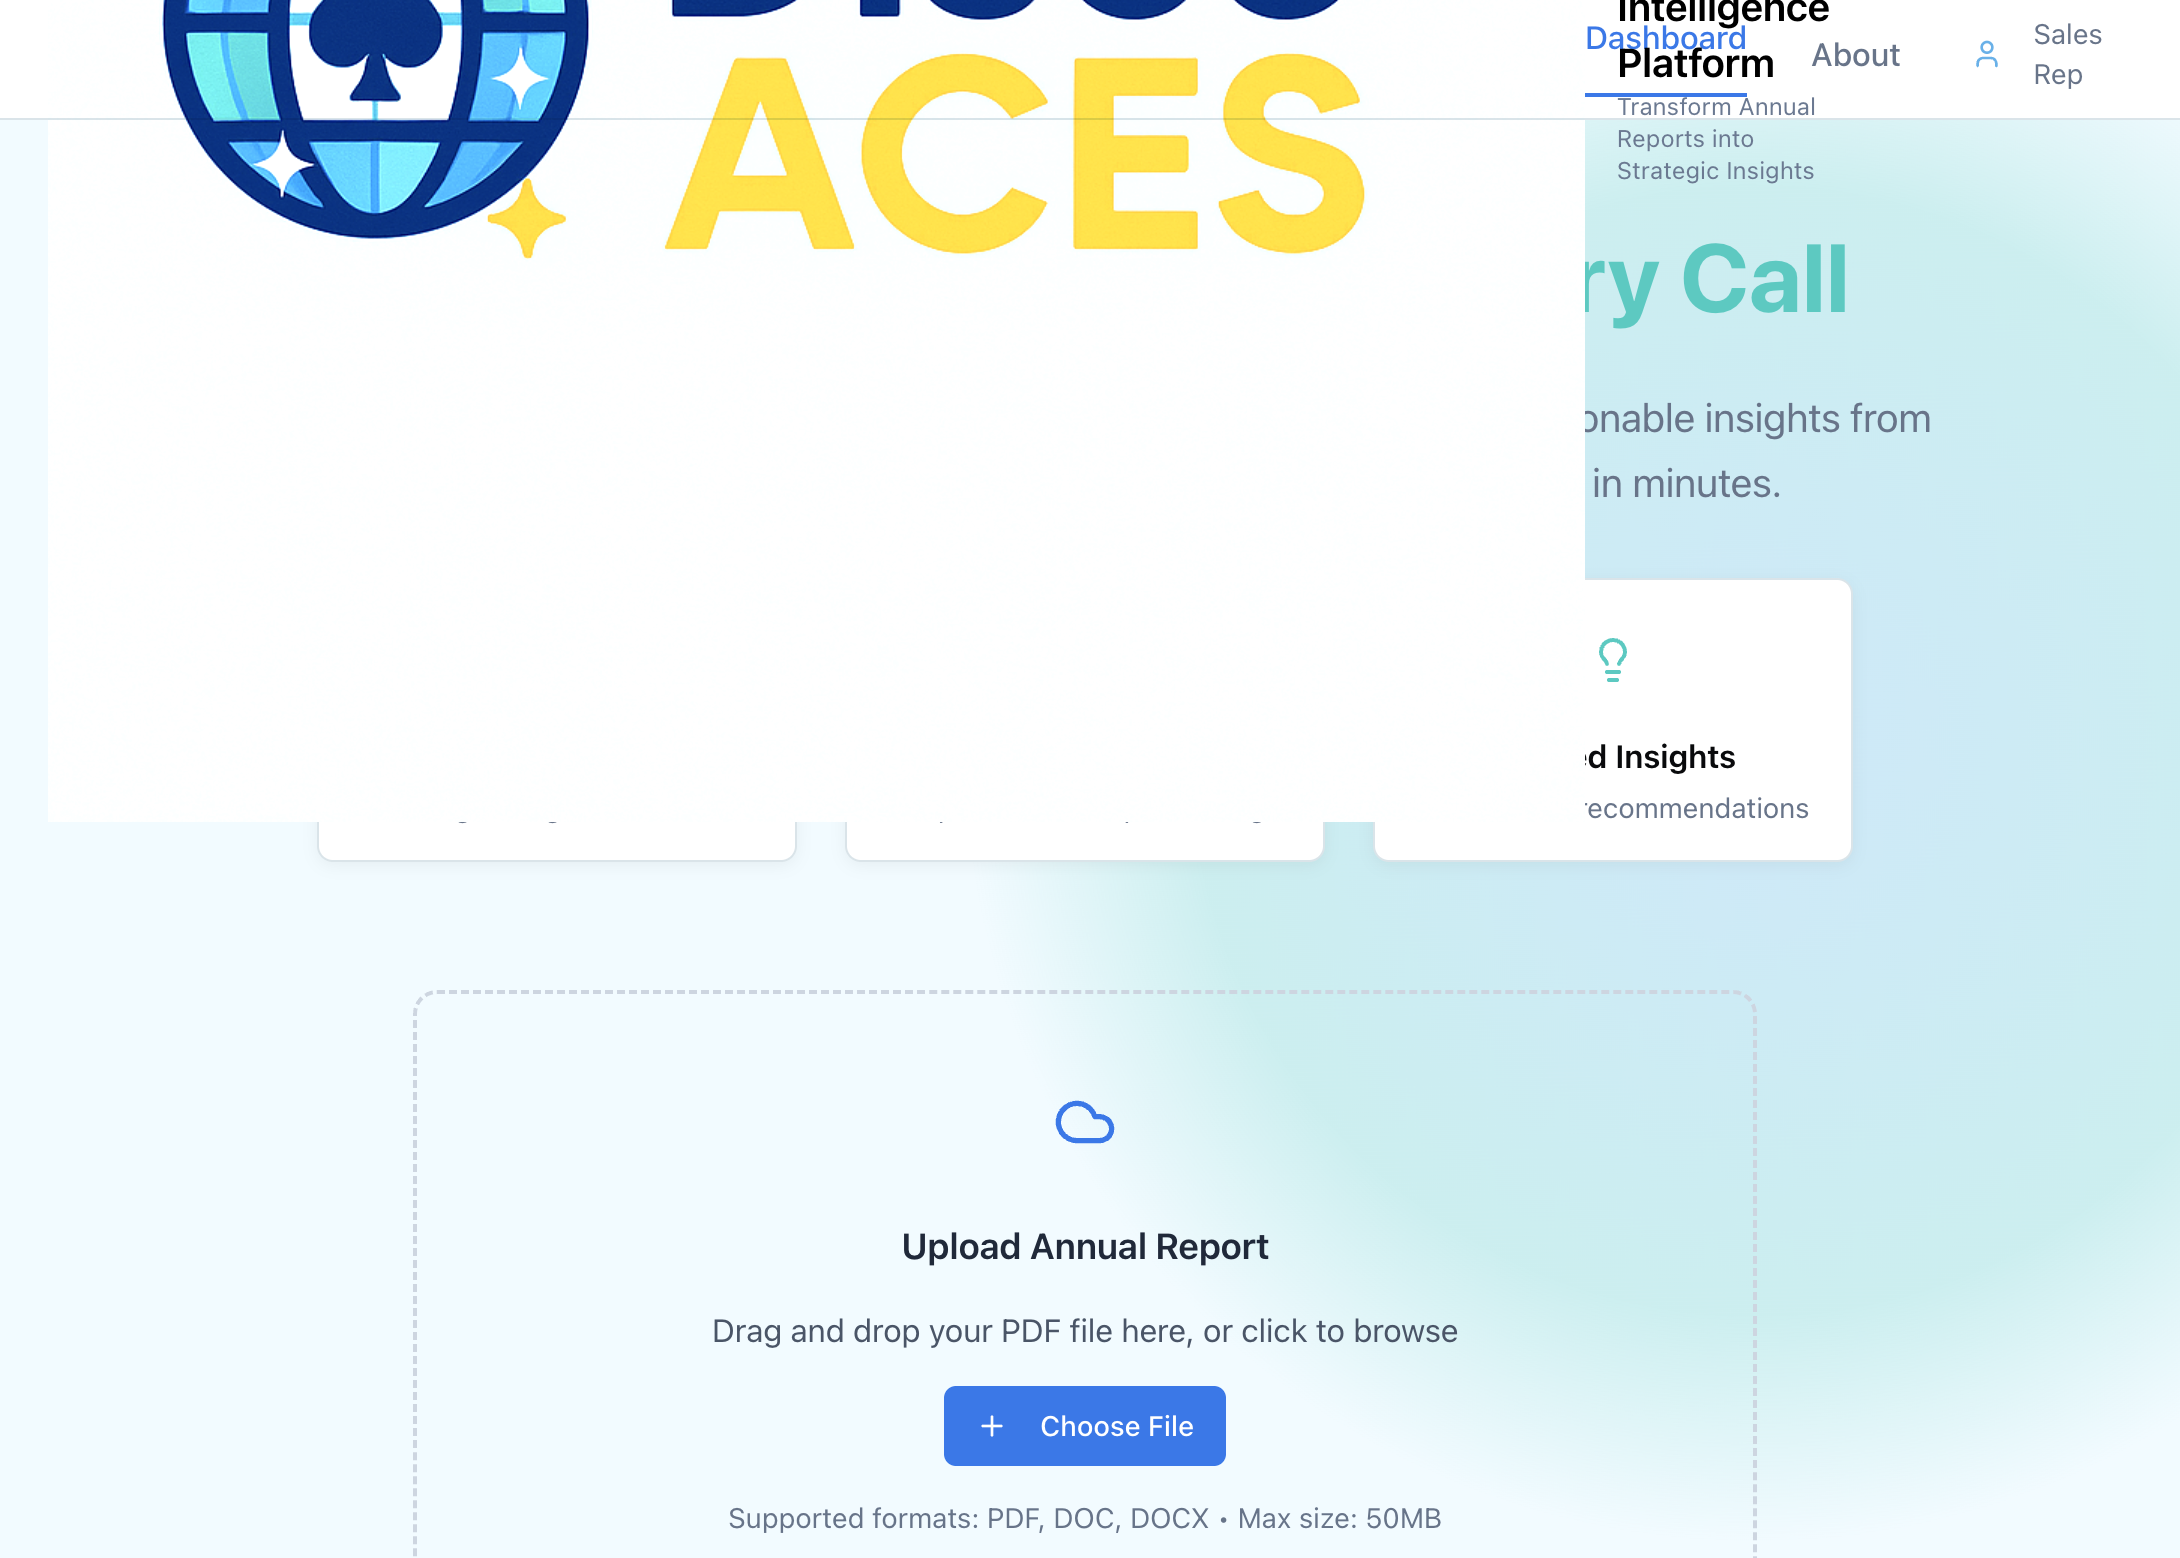 ACES
Intelligence
Platform
Transform Annual
Reports into
Strategic Insights
Dashboard
About
Sales
Rep
ry Call
onable insights from
in minutes.
ed Insights
recommendations
Upload Annual Report
Drag and drop your PDF file here, or click to browse
Choose File
Supported formats: PDF, DOC, DOCX • Max size: 50MB